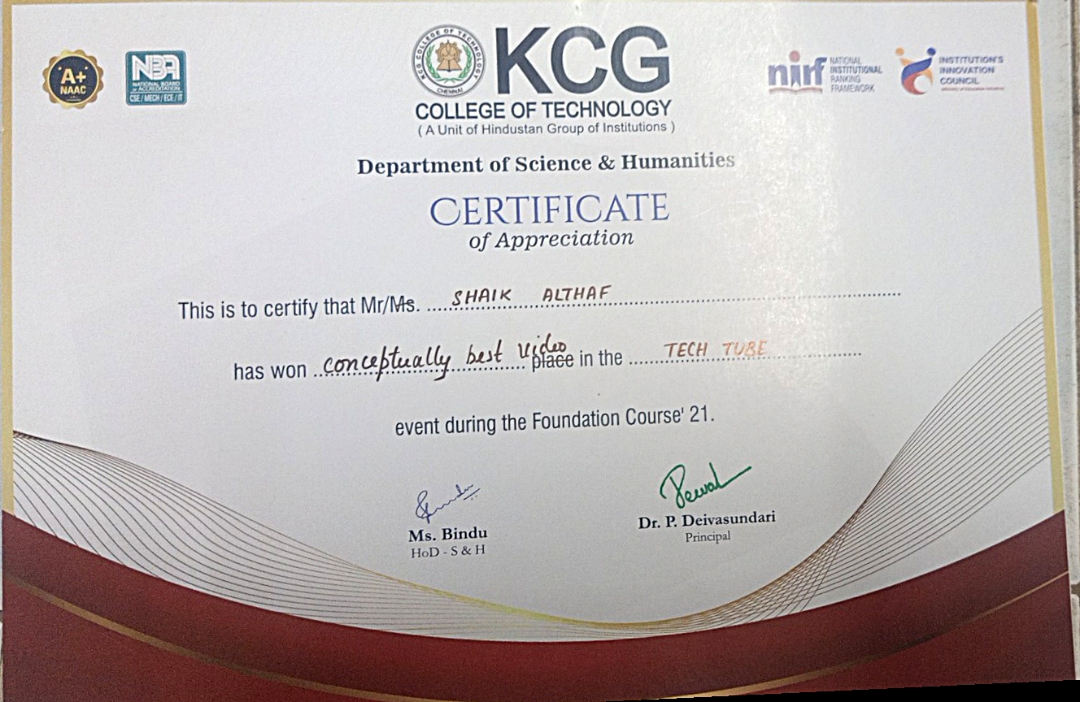 A+
NAAC
NBA
NATIONAL BOARD
of ACCREDITATION
CSE / MECH / ECE / IT
KCG COLLEGE OF TECHNOLOGY
CHENNAI
KCG
COLLEGE OF TECHNOLOGY
( A Unit of Hindustan Group of Institutions )
nirf
NATIONAL
INSTITUTIONAL
RANKING
FRAMEWORK
INSTITUTION'S
INNOVATION
COUNCIL
Department of Science & Humanities
CERTIFICATE
of Appreciation
This is to certify that Mr/Ms. SHAIK ALTHAF
has won conceptually best video place in the TECH TUBE
event during the Foundation Course' 21.
Ms. Bindu
HoD - S & H
Dr. P. Deivasundari
Principal